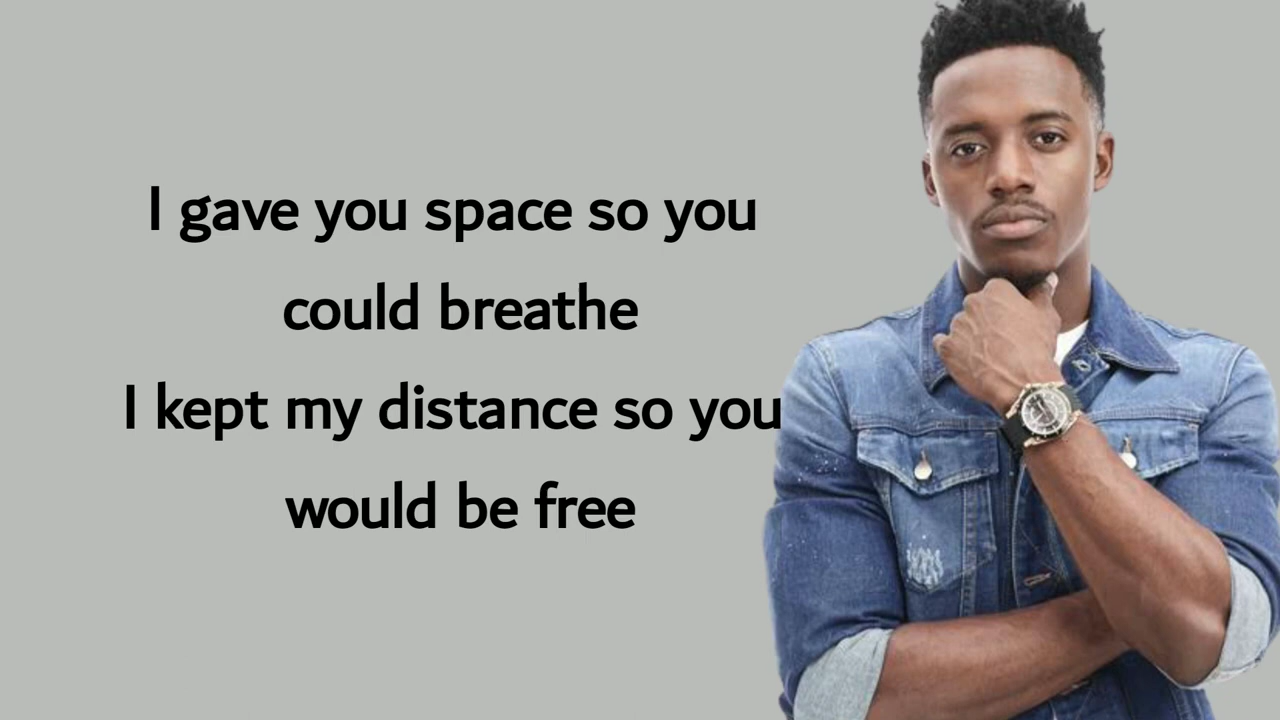 I gave you space so you
could breathe
I kept my distance so you
would be free